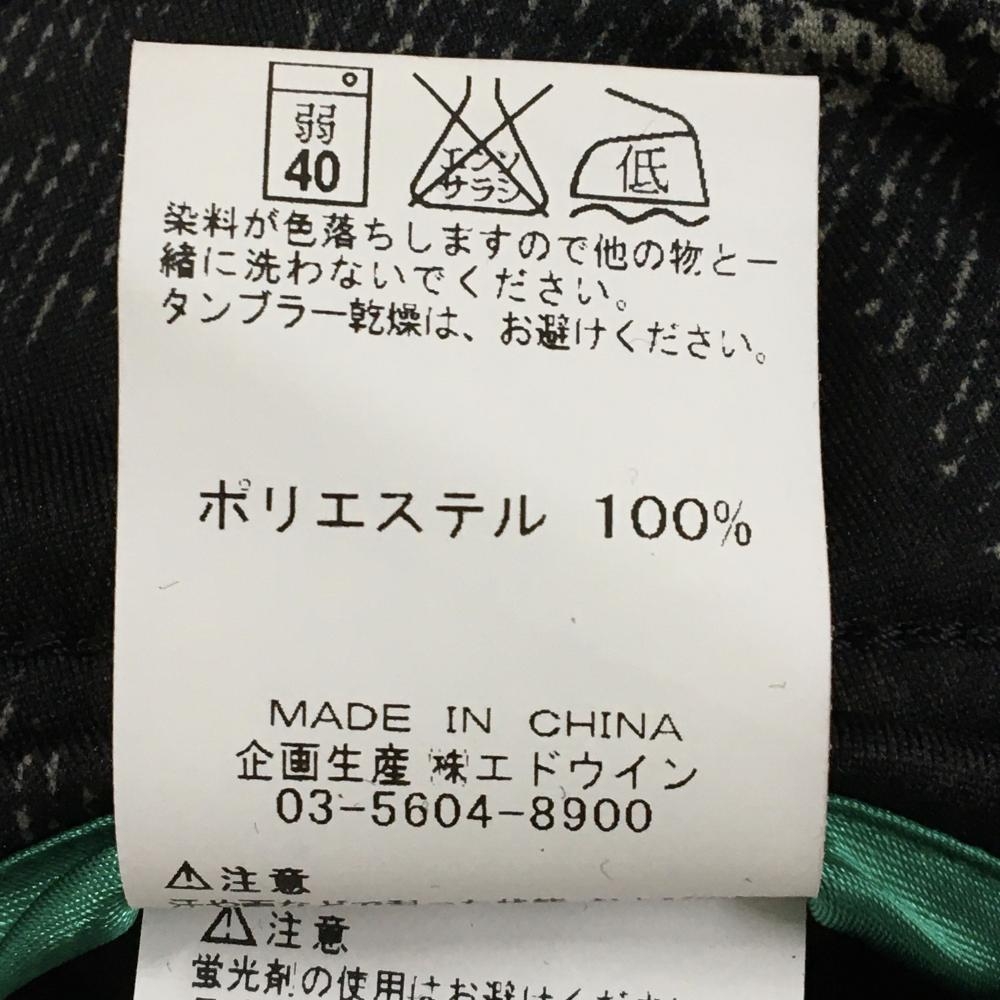 弱
40
エンソ
サラシ
低
染料が色落ちしますので他の物と一
緒に洗わないでください。
タンブラー乾燥は、お避けください。
ポリエステル 100%
MADE IN CHINA
企画生産 ㈱エドウイン
03-5604-8900
⚠注意
⚠注意
蛍光剤の使用はお避けください